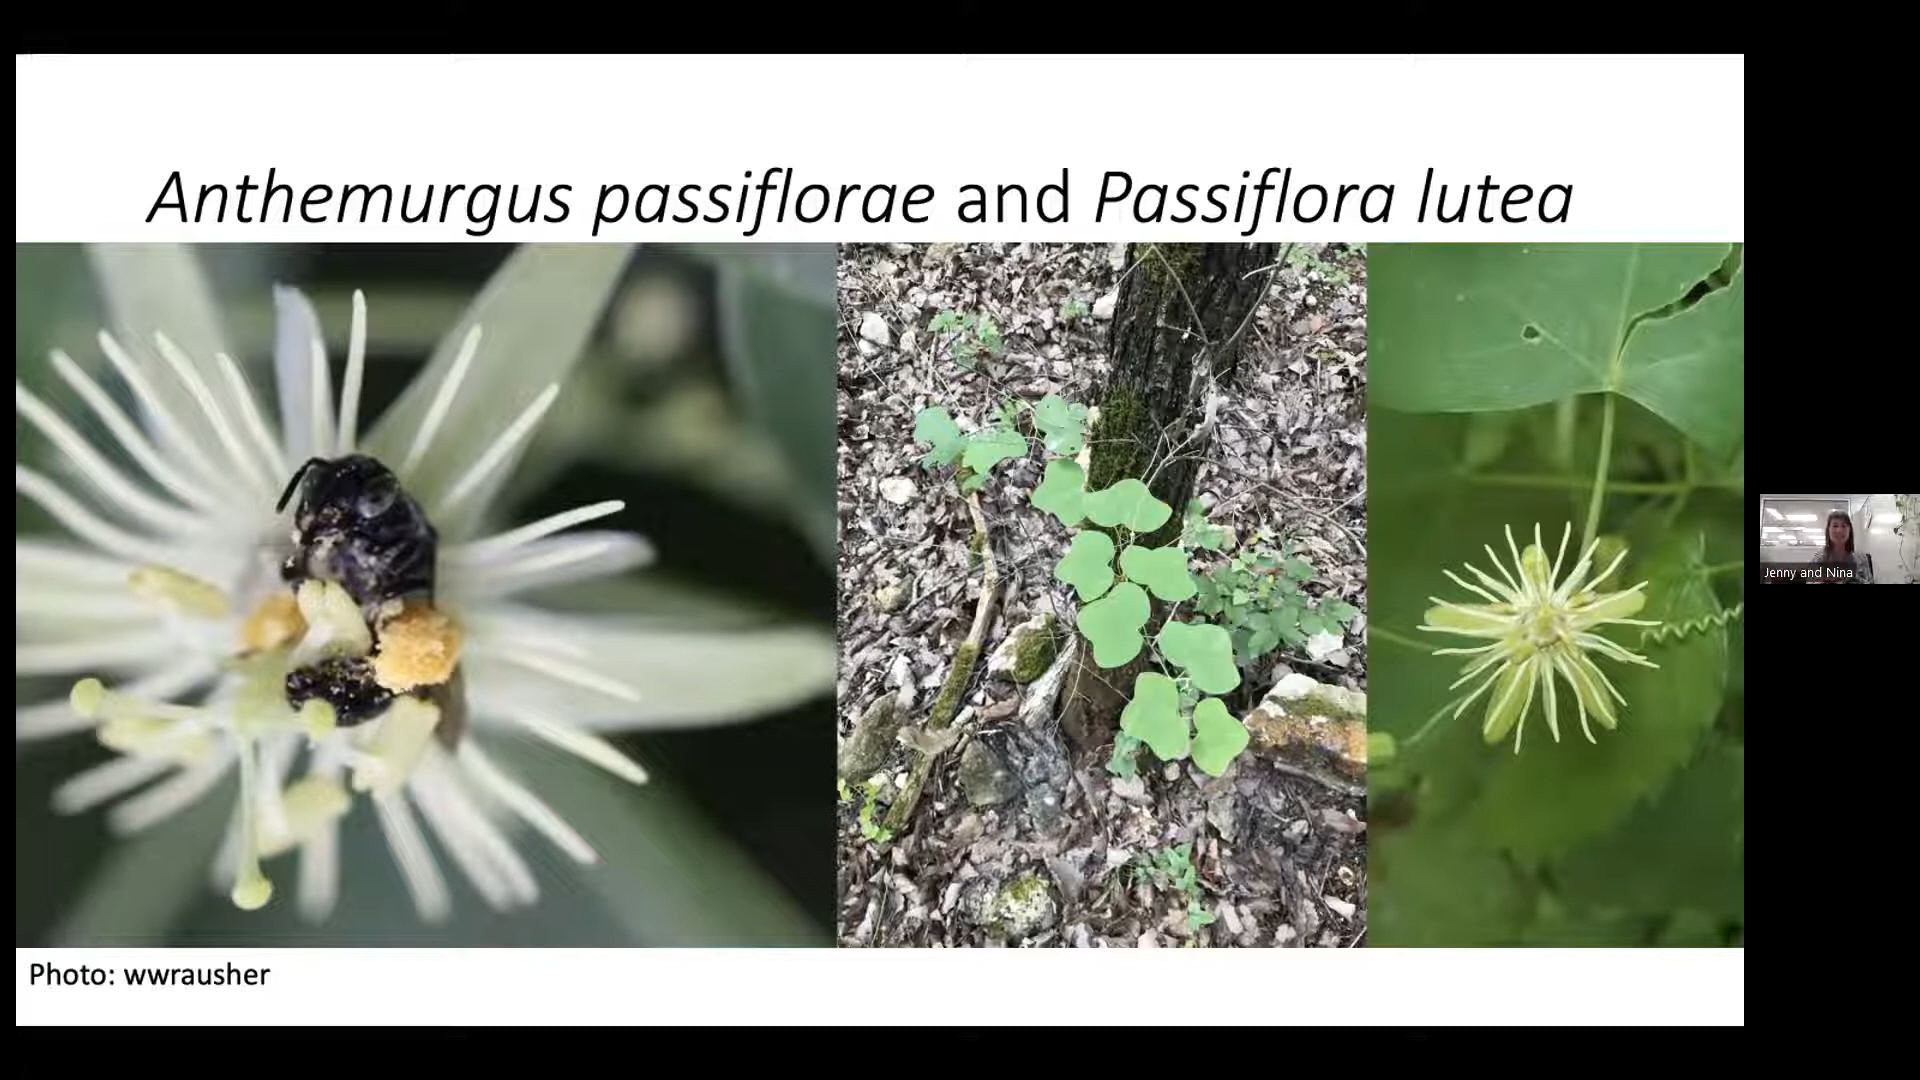 Anthemurgus passiflorae and Passiflora lutea
Jenny and Nina
Photo: wwrausher